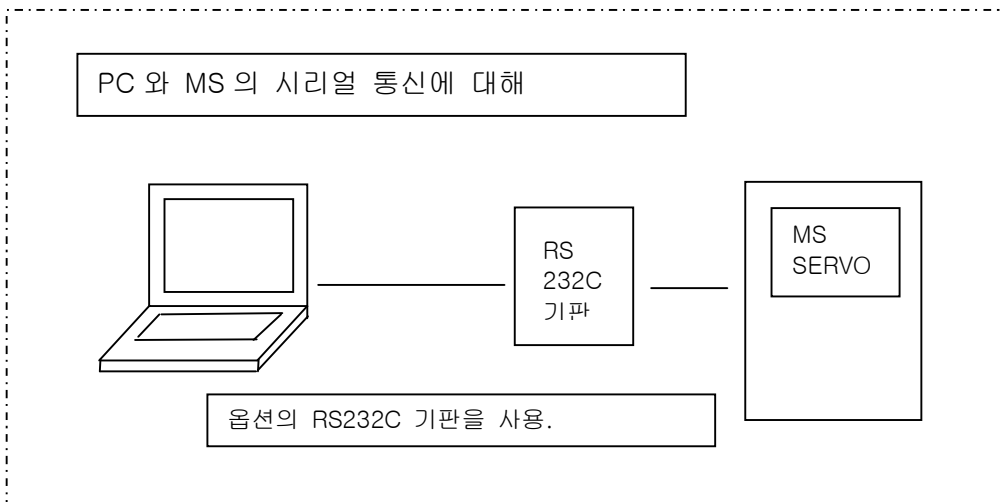 PC 와 MS 의 시리얼 통신에 대해
RS
232C
기판
MS
SERVO
옵션의 RS232C 기판을 사용.